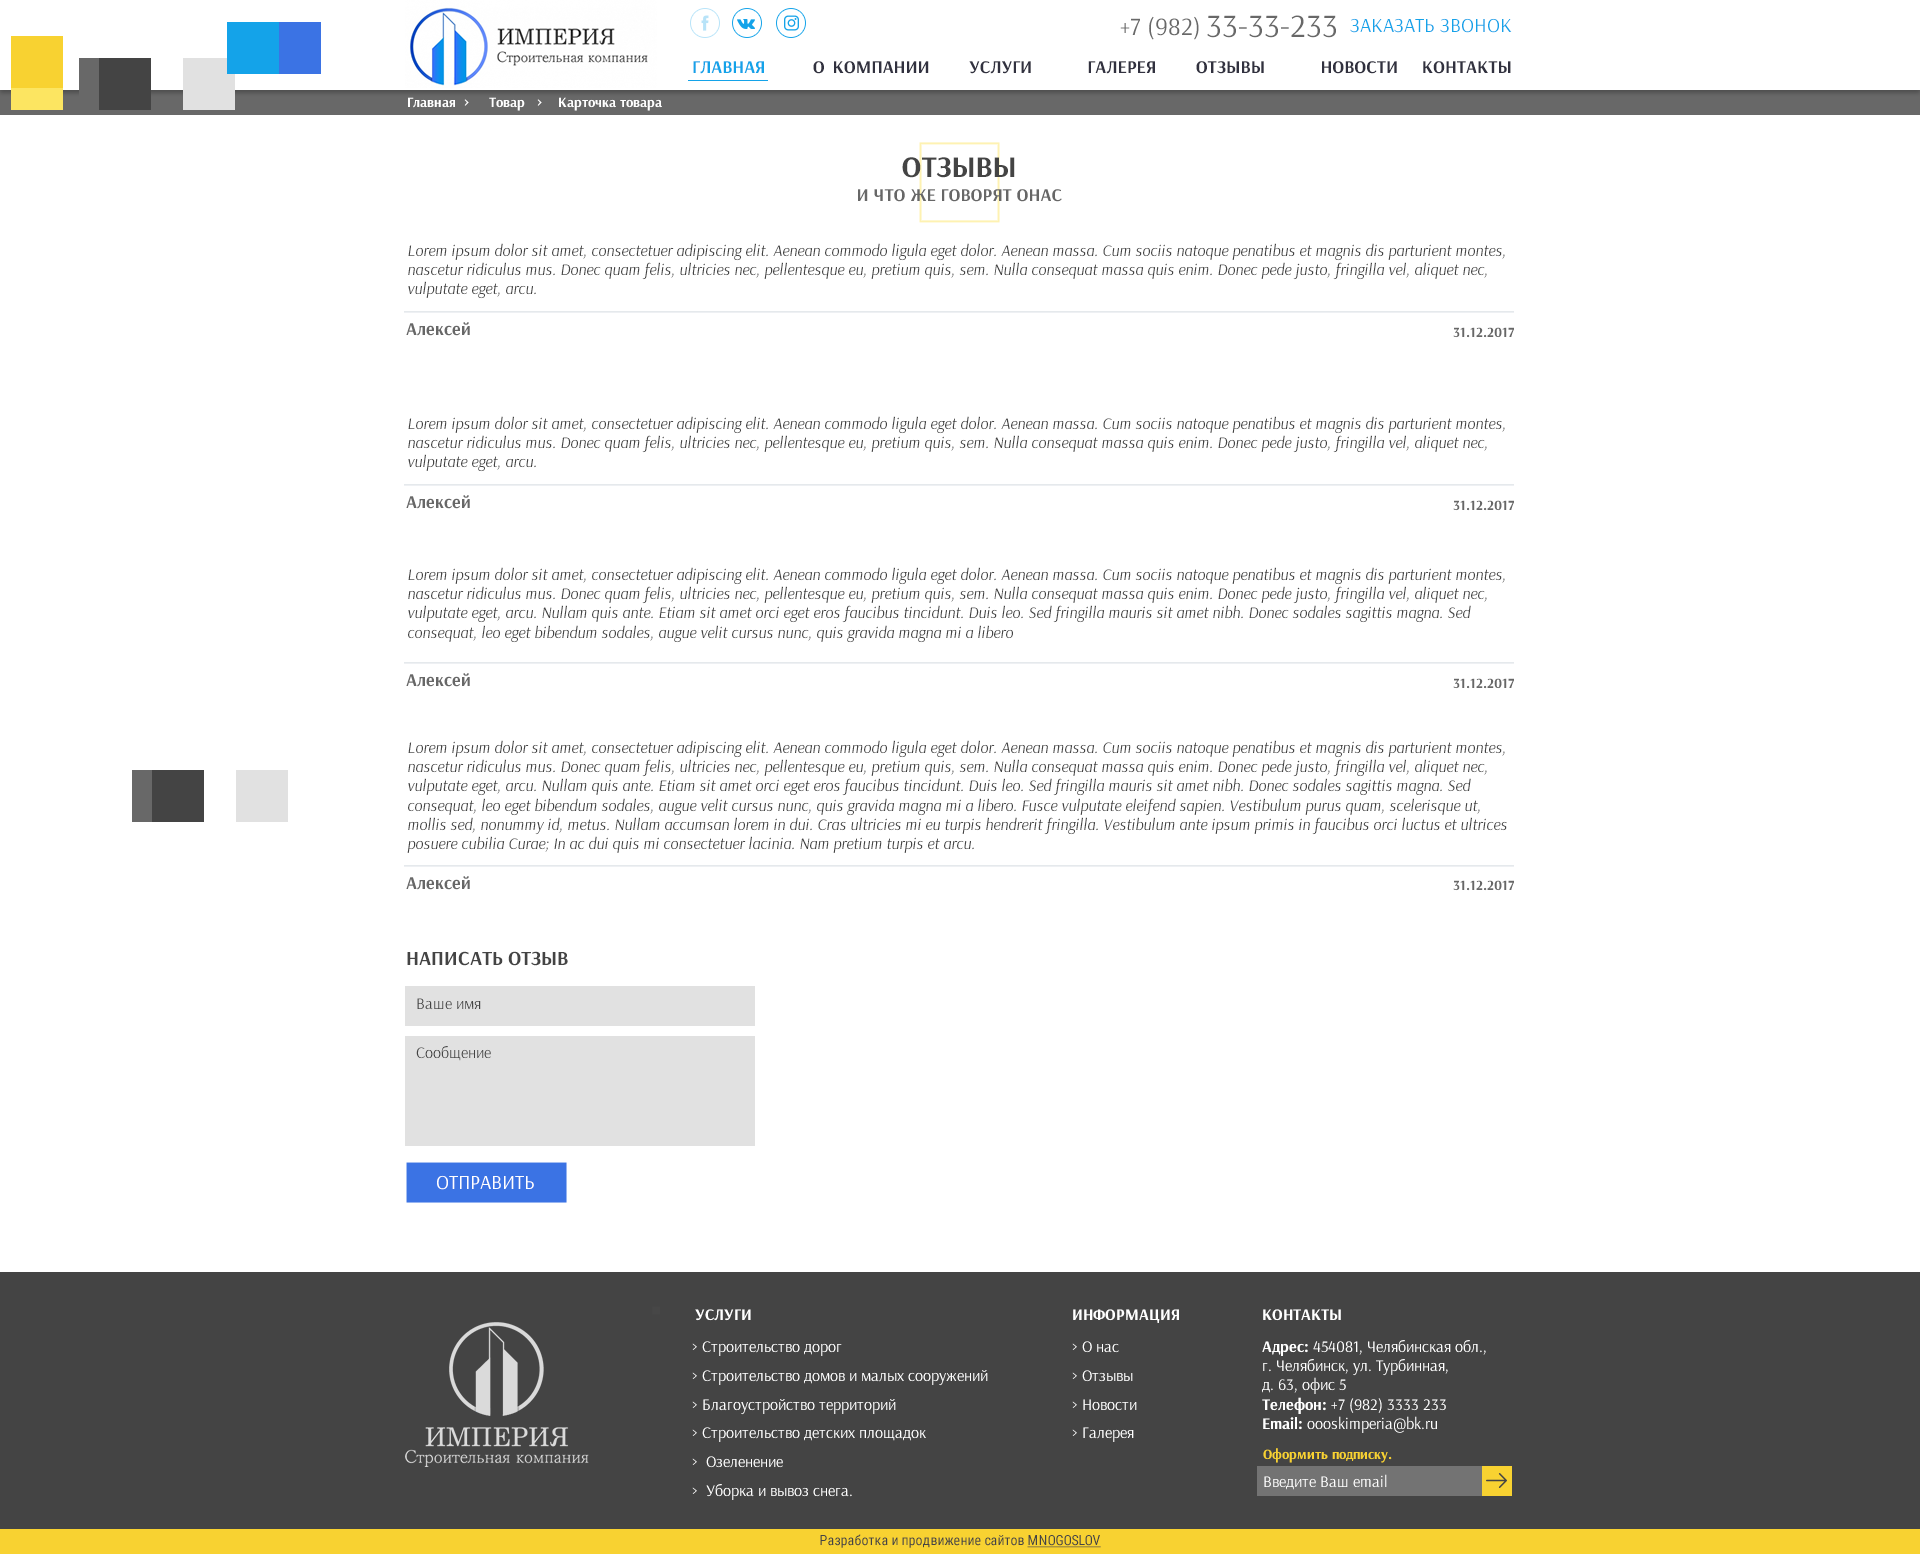 ИМПЕРИЯ
Строительная компания
+7 (982) 33-33-233 ЗАКАЗАТЬ ЗВОНОК
ГЛАВНАЯ О КОМПАНИИ УСЛУГИ ГАЛЕРЕЯ ОТЗЫВЫ НОВОСТИ КОНТАКТЫ
Главная > Товар > Карточка товара
ОТЗЫВЫ
И ЧТО ЖЕ ГОВОРЯТ ОНАС
Lorem ipsum dolor sit amet, consectetuer adipiscing elit. Aenean commodo ligula eget dolor. Aenean massa. Cum sociis natoque penatibus et magnis dis parturient montes,
nascetur ridiculus mus. Donec quam felis, ultricies nec, pellentesque eu, pretium quis, sem. Nulla consequat massa quis enim. Donec pede justo, fringilla vel, aliquet nec,
vulputate eget, arcu.
Алексей 31.12.2017
Lorem ipsum dolor sit amet, consectetuer adipiscing elit. Aenean commodo ligula eget dolor. Aenean massa. Cum sociis natoque penatibus et magnis dis parturient montes,
nascetur ridiculus mus. Donec quam felis, ultricies nec, pellentesque eu, pretium quis, sem. Nulla consequat massa quis enim. Donec pede justo, fringilla vel, aliquet nec,
vulputate eget, arcu.
Алексей 31.12.2017
Lorem ipsum dolor sit amet, consectetuer adipiscing elit. Aenean commodo ligula eget dolor. Aenean massa. Cum sociis natoque penatibus et magnis dis parturient montes,
nascetur ridiculus mus. Donec quam felis, ultricies nec, pellentesque eu, pretium quis, sem. Nulla consequat massa quis enim. Donec pede justo, fringilla vel, aliquet nec,
vulputate eget, arcu. Nullam quis ante. Etiam sit amet orci eget eros faucibus tincidunt. Duis leo. Sed fringilla mauris sit amet nibh. Donec sodales sagittis magna. Sed
consequat, leo eget bibendum sodales, augue velit cursus nunc, quis gravida magna mi a libero
Алексей 31.12.2017
Lorem ipsum dolor sit amet, consectetuer adipiscing elit. Aenean commodo ligula eget dolor. Aenean massa. Cum sociis natoque penatibus et magnis dis parturient montes,
nascetur ridiculus mus. Donec quam felis, ultricies nec, pellentesque eu, pretium quis, sem. Nulla consequat massa quis enim. Donec pede justo, fringilla vel, aliquet nec,
vulputate eget, arcu. Nullam quis ante. Etiam sit amet orci eget eros faucibus tincidunt. Duis leo. Sed fringilla mauris sit amet nibh. Donec sodales sagittis magna. Sed
consequat, leo eget bibendum sodales, augue velit cursus nunc, quis gravida magna mi a libero. Fusce vulputate eleifend sapien. Vestibulum purus quam, scelerisque ut,
mollis sed, nonummy id, metus. Nullam accumsan lorem in dui. Cras ultricies mi eu turpis hendrerit fringilla. Vestibulum ante ipsum primis in faucibus orci luctus et ultrices
posuere cubilia Curae; In ac dui quis mi consectetuer lacinia. Nam pretium turpis et arcu.
Алексей 31.12.2017
НАПИСАТЬ ОТЗЫВ
Ваше имя
Сообщение
ОТПРАВИТЬ
ИМПЕРИЯ
Строительная компания
УСЛУГИ
> Строительство дорог
> Строительство домов и малых сооружений
> Благоустройство территорий
> Строительство детских площадок
> Озеленение
> Уборка и вывоз снега.
ИНФОРМАЦИЯ
> О нас
> Отзывы
> Новости
> Галерея
КОНТАКТЫ
Адрес: 454081, Челябинская обл.,
г. Челябинск, ул. Турбинная,
д. 63, офис 5
Телефон: +7 (982) 3333 233
Email: oooskimperia@bk.ru
Оформить подписку.
Введите Ваш email
Разработка и продвижение сайтов MNOGOSLOV